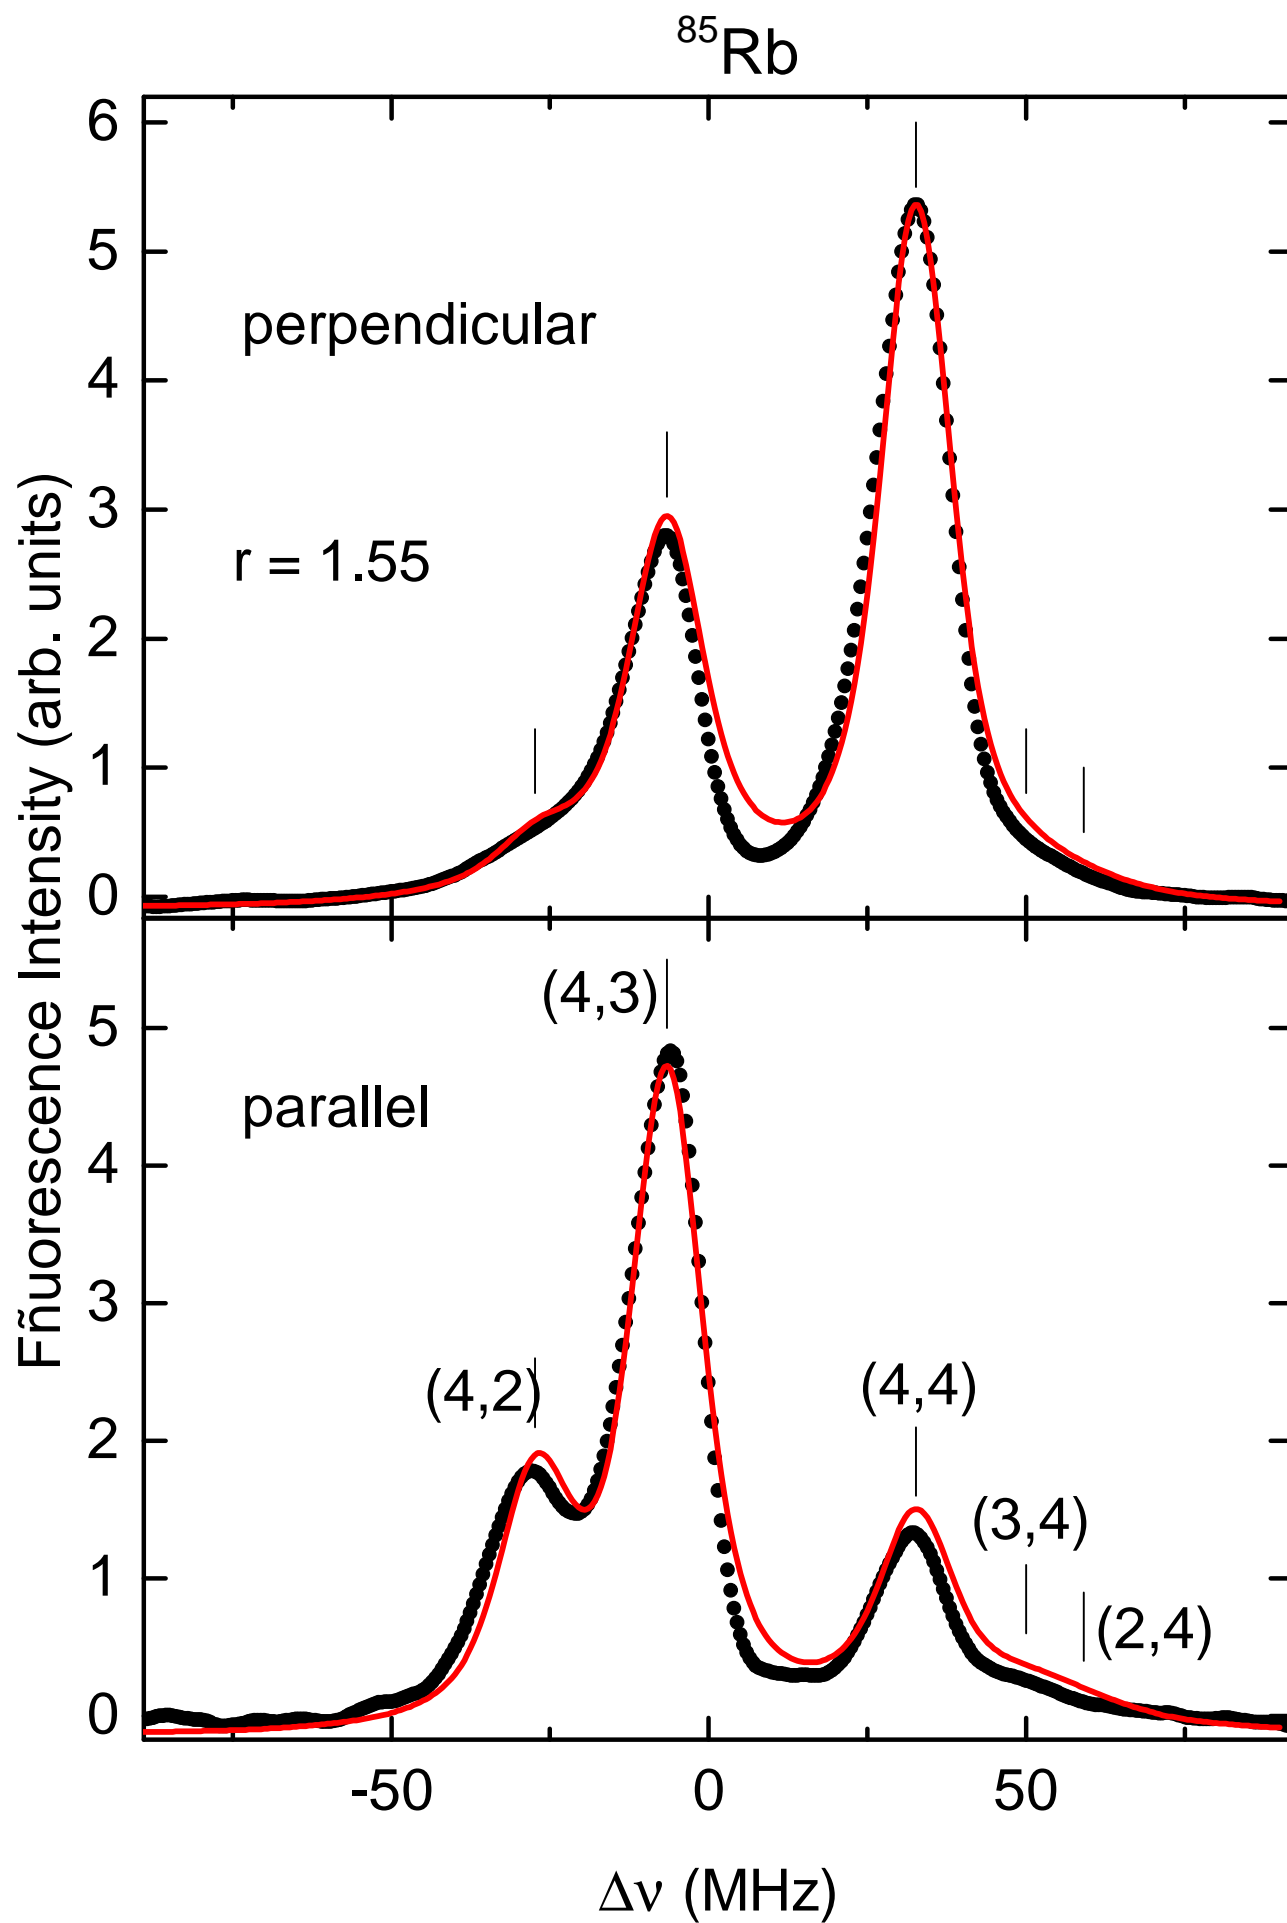 ⁸⁵Rb
6
5
4
3
2
1
0
perpendicular
r = 1.55
Fñuorescence Intensity (arb. units)
(4,3)
5
4
3
2
1
0
parallel
(4,2)
(4,4)
(3,4)
(2,4)
-50 0 50
Δν (MHz)